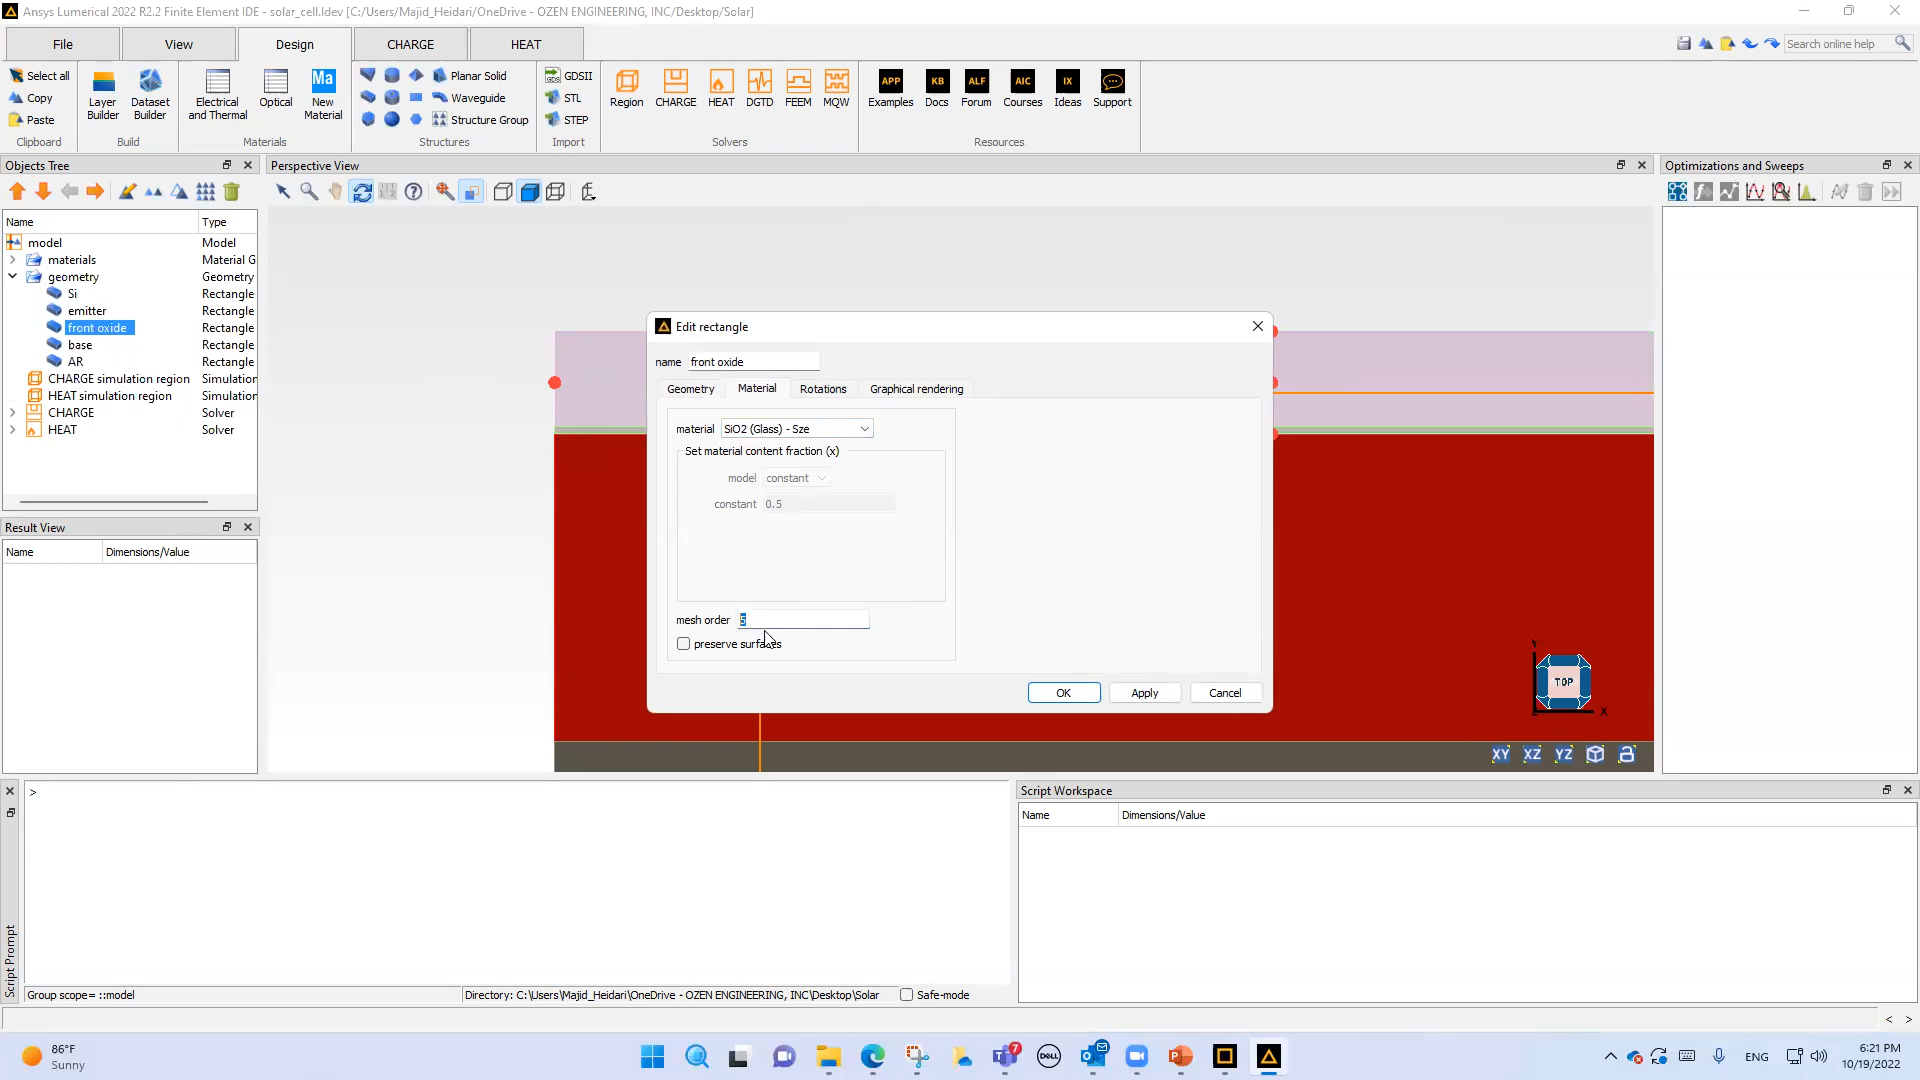 Ansys Lumerical 2022 R2.2 Finite Element IDE - solar_cell.ldev [C:/Users/Majid_Heidari/OneDrive - OZEN ENGINEERING, INC/Desktop/Solar]
File View Design CHARGE HEAT Search online help
Select all Planar Solid GDSII
Copy Waveguide STL
Paste Structure Group STEP
Layer Builder
Dataset Builder
Electrical and Thermal
Optical
Ma
New Material
Region CHARGE HEAT DGTD FEEM MQW
APP KB ALF AIC IX
Examples Docs Forum Courses Ideas Support
Clipboard Build Materials Structures Import Solvers Resources
Objects Tree Perspective View Optimizations and Sweeps
Name Type
model Model
materials Material G
geometry Geometry
Si Rectangle
emitter Rectangle
front oxide Rectangle
base Rectangle
AR Rectangle
CHARGE simulation region Simulation
HEAT simulation region Simulation
CHARGE Solver
HEAT Solver
Result View
Name Dimensions/Value
Edit rectangle
name front oxide
Geometry Material Rotations Graphical rendering
material SiO2 (Glass) - Sze
Set material content fraction (x)
model constant
constant 0.5
mesh order 5
preserve surfaces
OK Apply Cancel
Y
TOP
X
XY XZ YZ
>
Script Prompt
Script Workspace
Name Dimensions/Value
Group scope= ::model Directory: C:\Users\Majid_Heidari\OneDrive - OZEN ENGINEERING, INC\Desktop\Solar Safe-mode
< >
86°F
Sunny
7
DELL
ENG
6:21 PM
10/19/2022